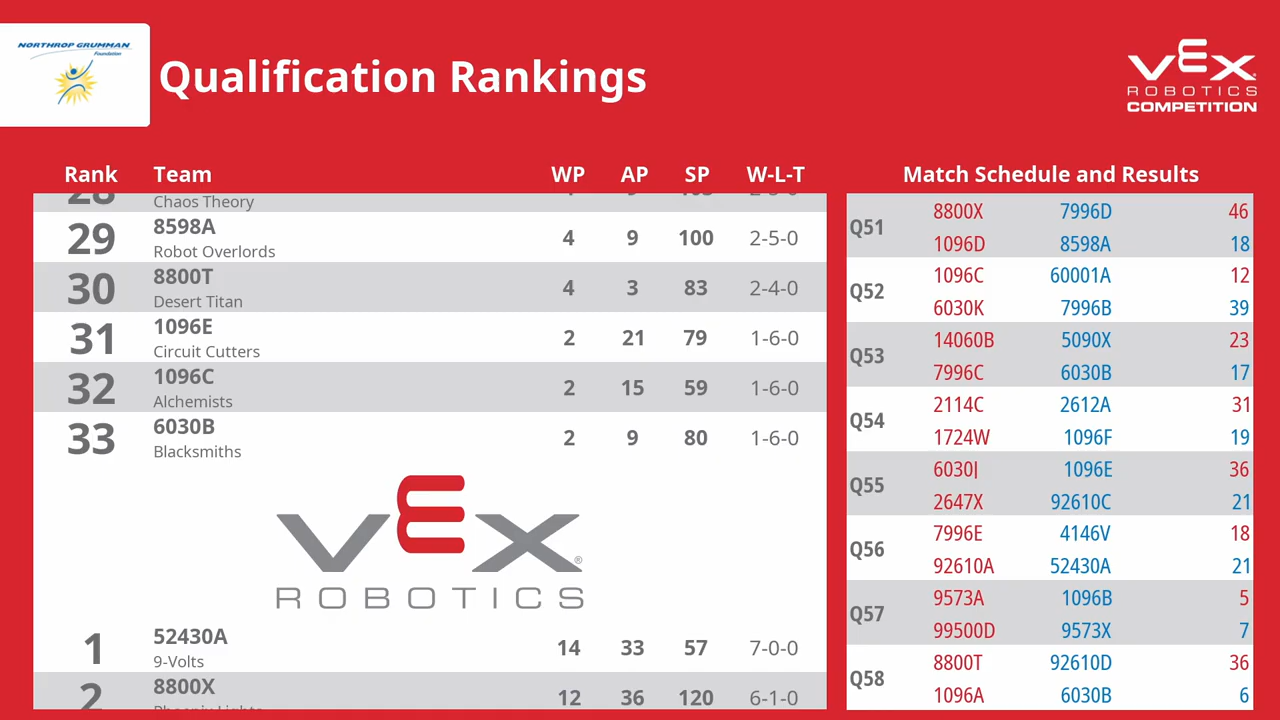 NORTHROP GRUMMAN
Foundation
Qualification Rankings
VEX
ROBOTICS
COMPETITION
Rank Team WP AP SP W-L-T
28
Chaos Theory
29 8598A 4 9 100 2-5-0
Robot Overlords
30 8800T 4 3 83 2-4-0
Desert Titan
31 1096E 2 21 79 1-6-0
Circuit Cutters
32 1096C 2 15 59 1-6-0
Alchemists
33 6030B 2 9 80 1-6-0
Blacksmiths
VEX
ROBOTICS
1 52430A 14 33 57 7-0-0
9-Volts
2 8800X 12 36 120 6-1-0
Phoenix Lights
Match Schedule and Results
Q51
8800X 7996D 46
1096D 8598A 18
Q52
1096C 60001A 12
6030K 7996B 39
Q53
14060B 5090X 23
7996C 6030B 17
Q54
2114C 2612A 31
1724W 1096F 19
Q55
6030J 1096E 36
2647X 92610C 21
Q56
7996E 4146V 18
92610A 52430A 21
Q57
9573A 1096B 5
99500D 9573X 7
Q58
8800T 92610D 36
1096A 6030B 6